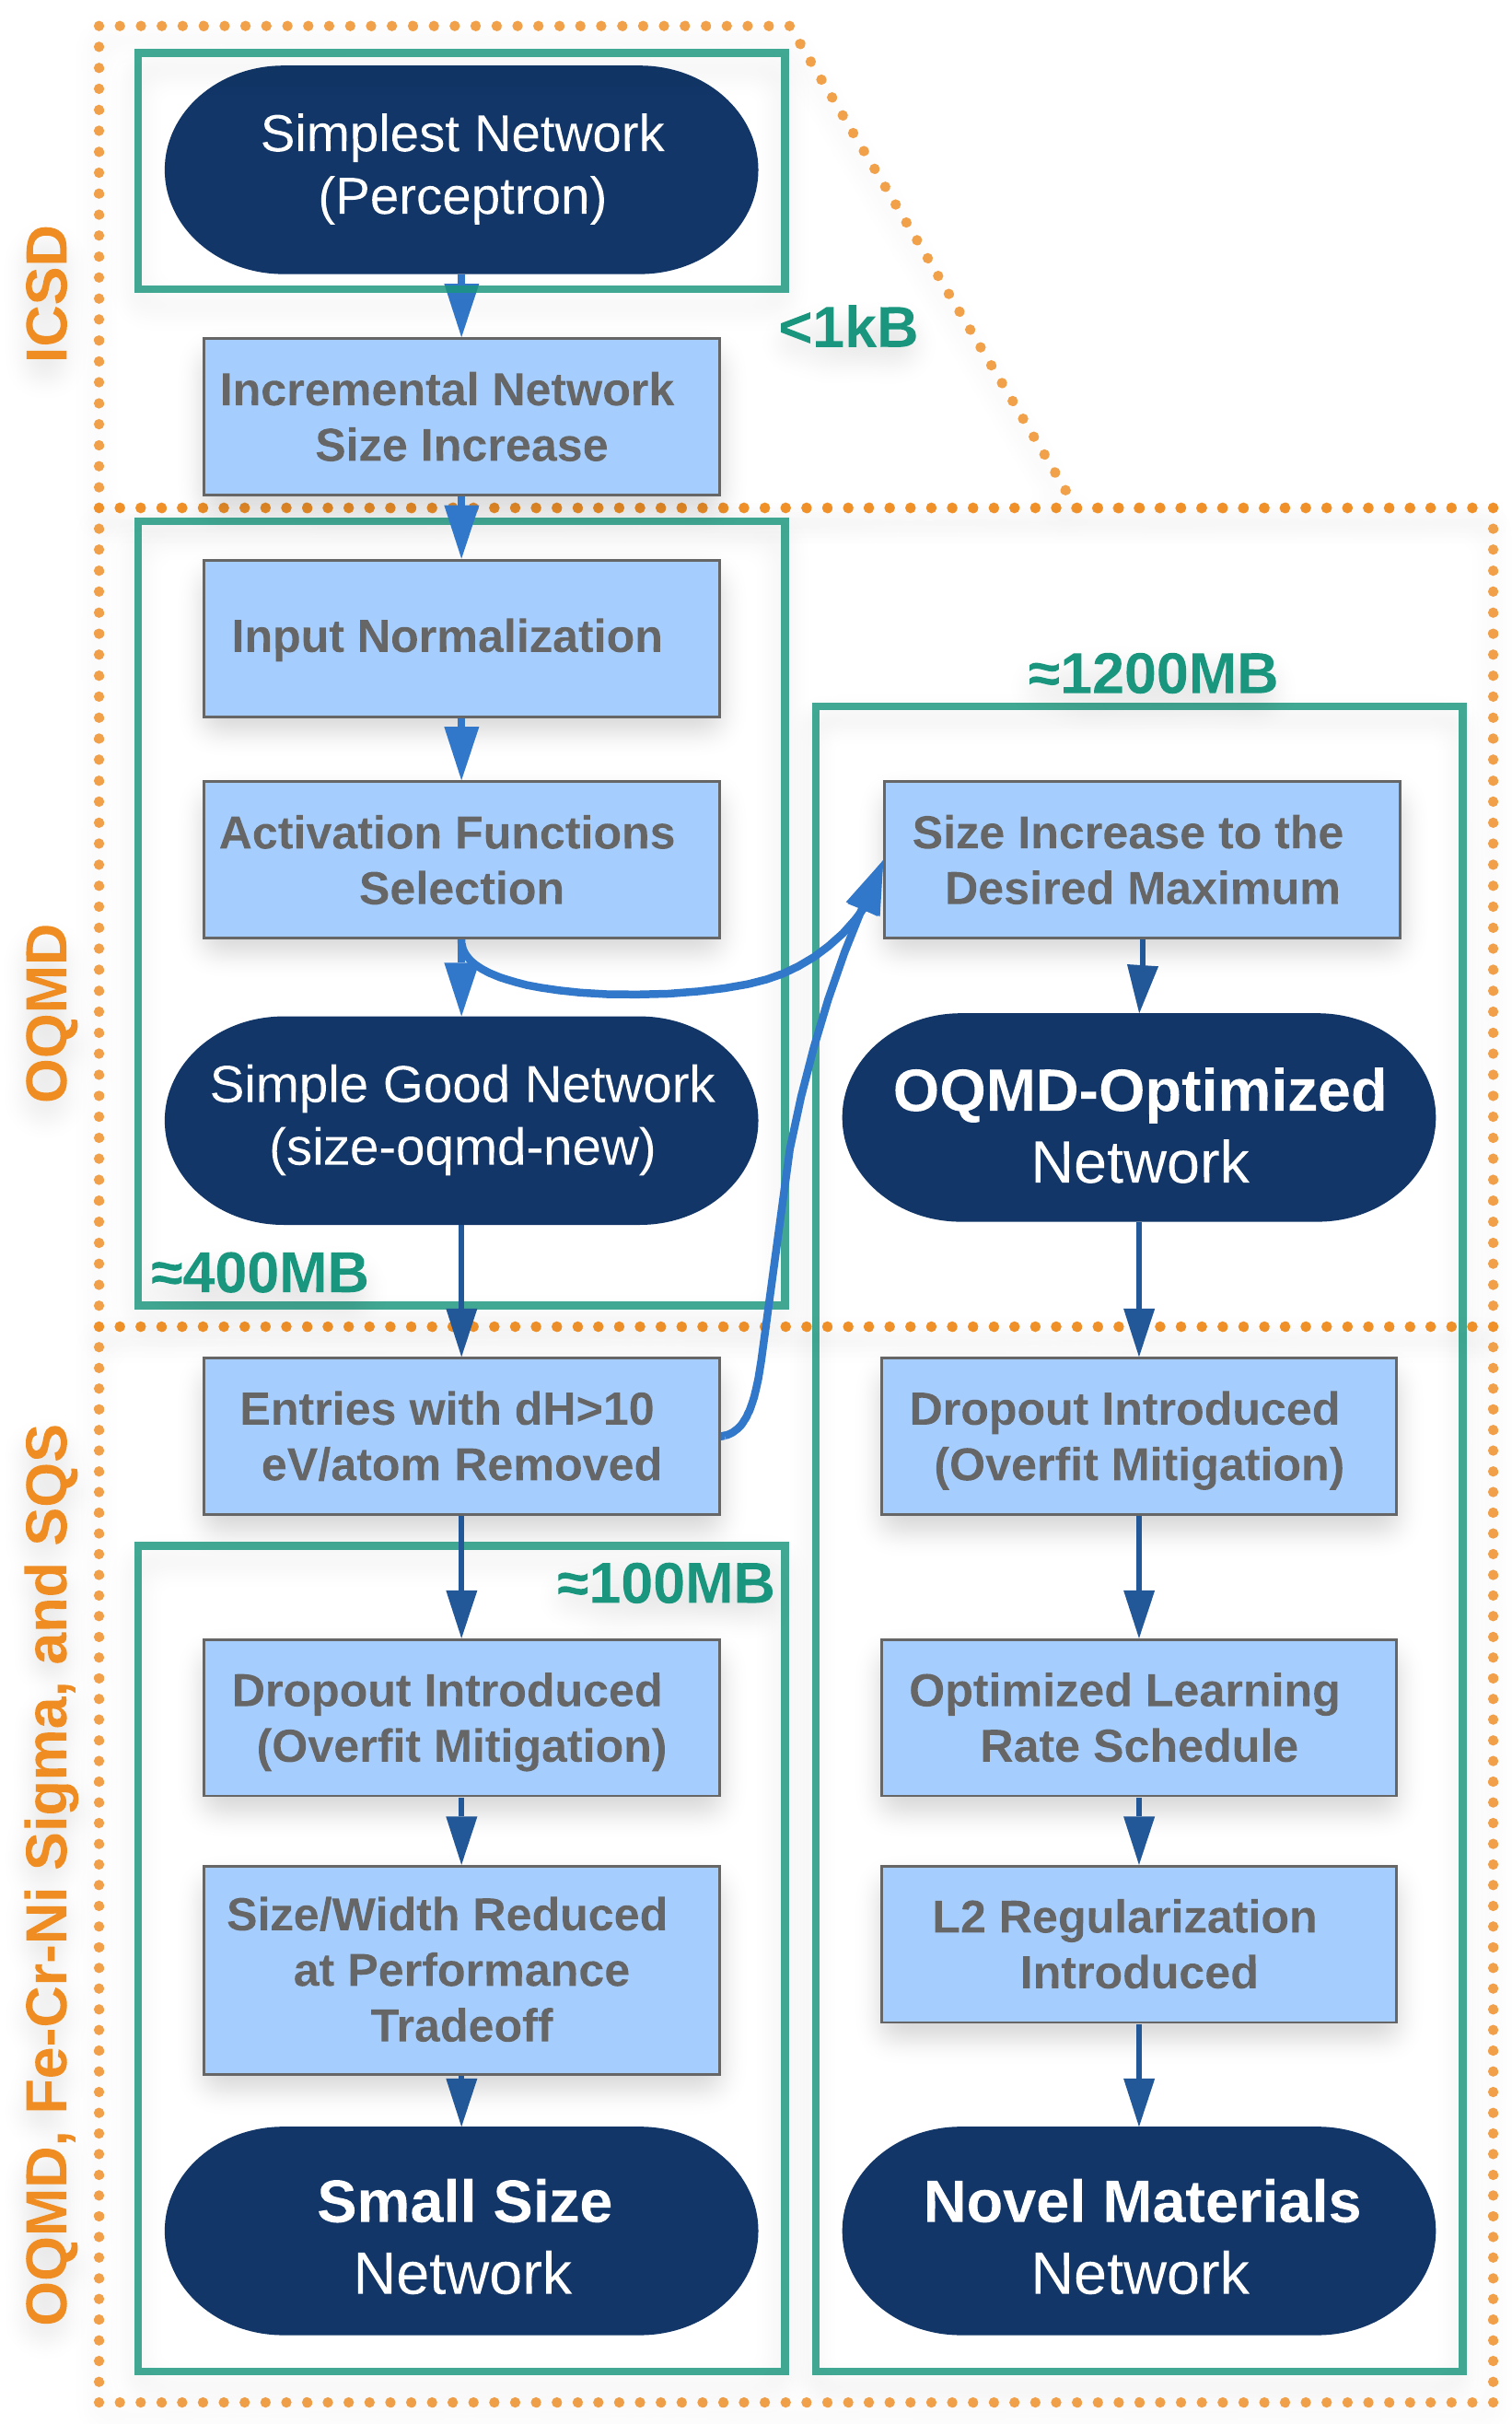 ICSD
Simplest Network
(Perceptron)
<1kB
Incremental Network
Size Increase
OQMD
Input Normalization
Activation Functions
Selection
Simple Good Network
(size-oqmd-new)
≈400MB
≈1200MB
Size Increase to the
Desired Maximum
OQMD-Optimized
Network
OQMD, Fe-Cr-Ni Sigma, and SQS
Entries with dH>10
eV/atom Removed
≈100MB
Dropout Introduced
(Overfit Mitigation)
Size/Width Reduced
at Performance
Tradeoff
Small Size
Network
Dropout Introduced
(Overfit Mitigation)
Optimized Learning
Rate Schedule
L2 Regularization
Introduced
Novel Materials
Network